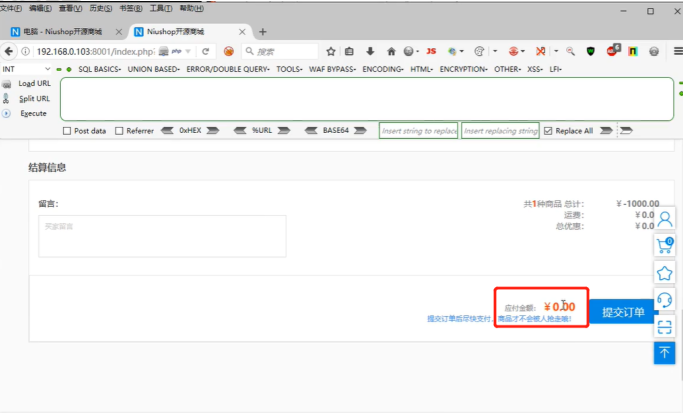 文件(F) 编辑(E) 查看(V) 历史(S) 书签(B) 工具(T) 帮助(H)
电脑 - Niushop开源商城 Niushop开源商城
192.168.0.103:8001/index.php? 搜索
INT SQL BASICS UNION BASED ERROR/DOUBLE QUERY TOOLS WAF BYPASS ENCODING HTML ENCRYPTION OTHER XSS LFI
Load URL
Split URL
Execute
Post data Referrer 0xHEX %URL BASE64 Insert string to replace Insert replacing string Replace All
结算信息
留言:
买家留言
共1种商品 总计: ¥ -1000.00
运费: ¥ 0.0
总优惠: ¥ 0.0
应付金额: ¥ 0.00
提交订单后尽快支付,商品才不会被人抢走哦!
提交订单